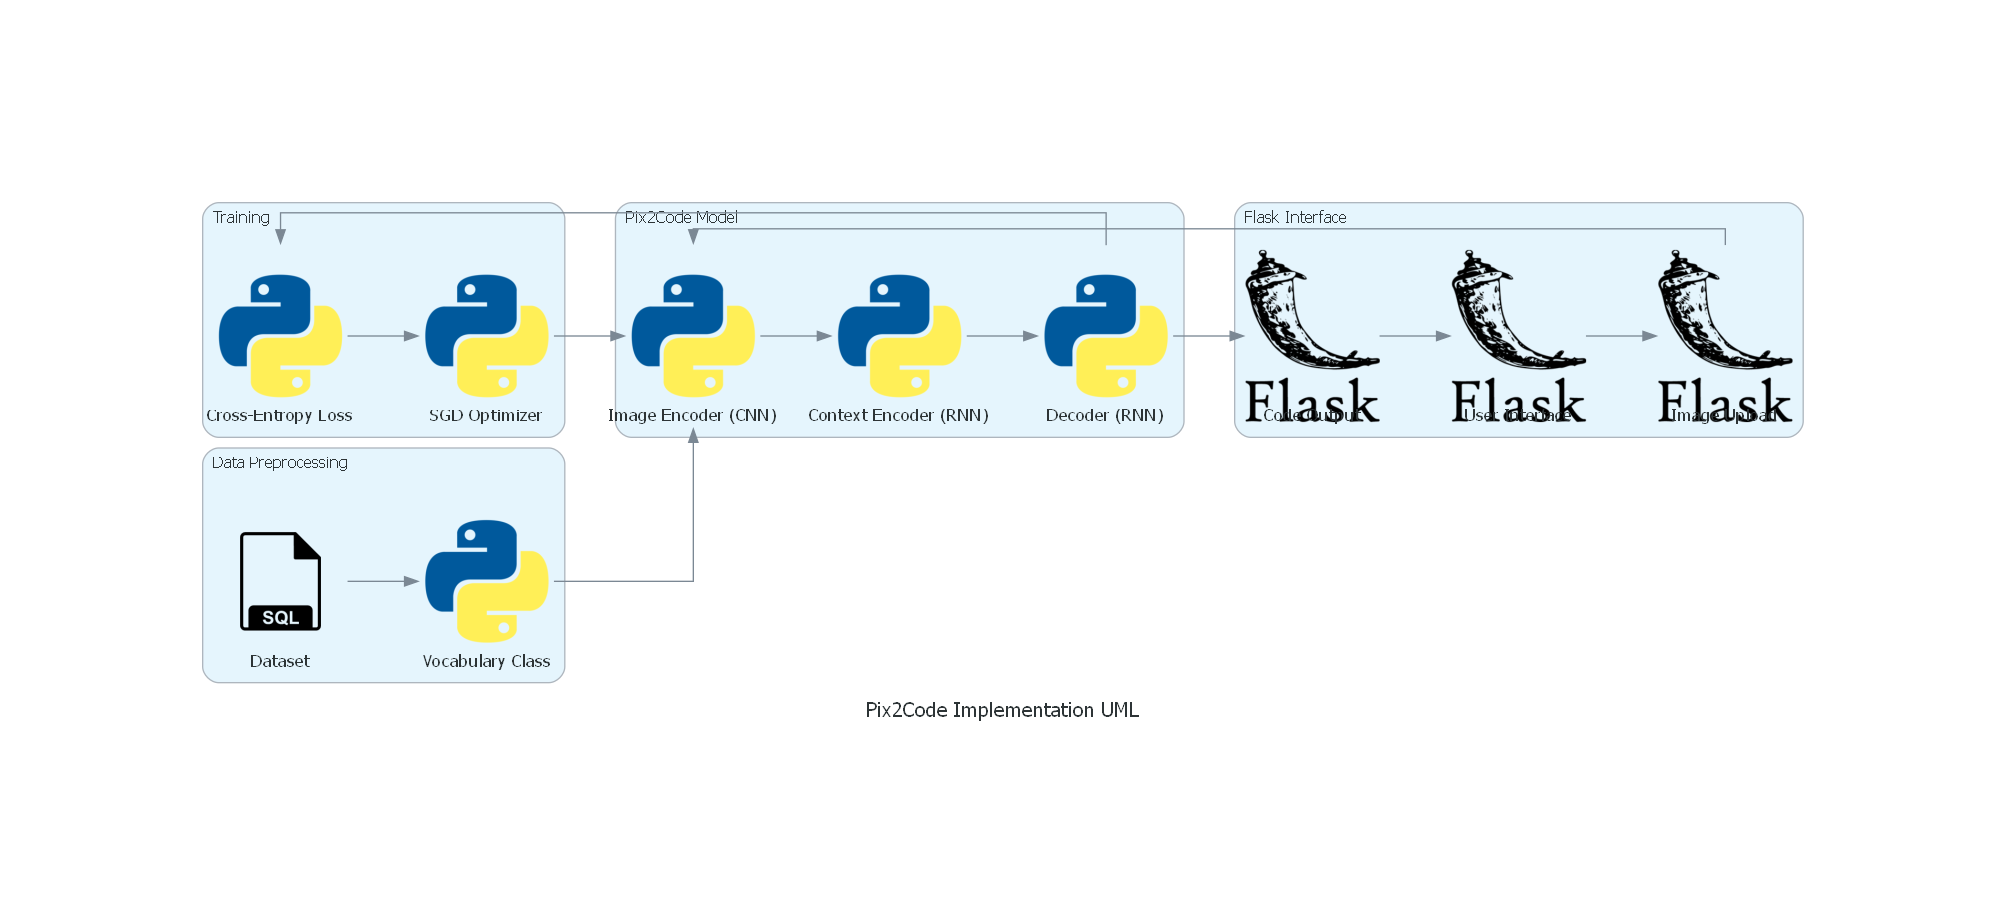 Training
Pix2Code Model
Flask Interface
Flask
Flask
Flask
Cross-Entropy Loss
SGD Optimizer
Image Encoder (CNN)
Context Encoder (RNN)
Decoder (RNN)
Code Output
User Interface
Image Upload
Data Preprocessing
SQL
Dataset
Vocabulary Class
Pix2Code Implementation UML